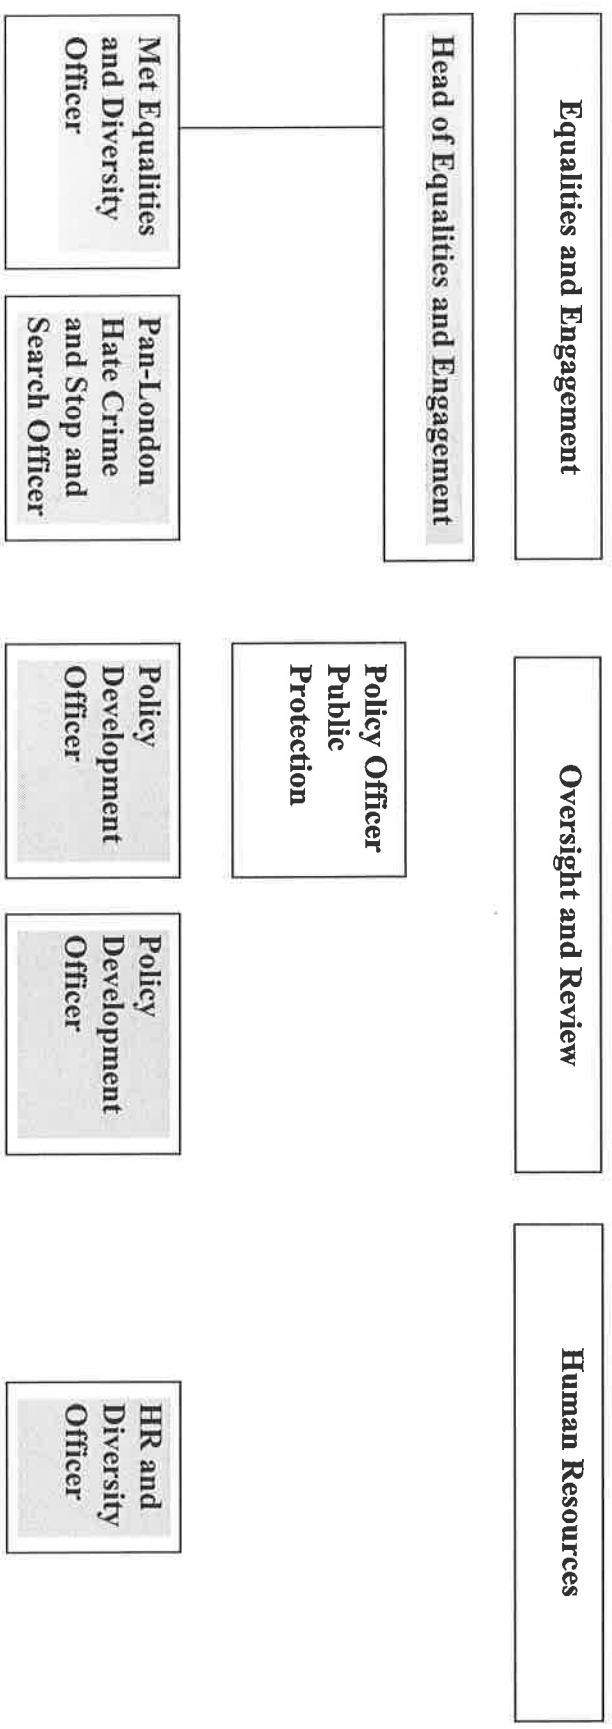 Equalities and Engagement
Oversight and Review
Human Resources
Head of Equalities and Engagement
Policy Officer
Public
Protection
Met Equalities
and Diversity
Officer
Pan-London
Hate Crime
and Stop and
Search Officer
Policy
Development
Officer
Policy
Development
Officer
HR and
Diversity
Officer